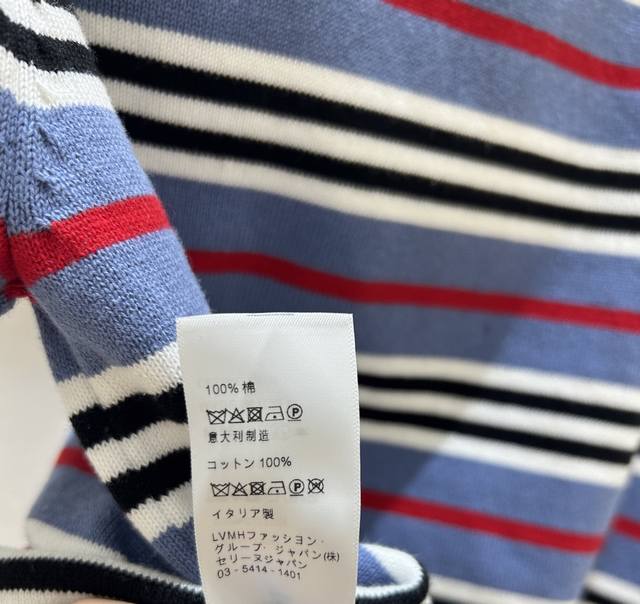 100% 棉
意大利制造
コットン 100%
イタリア製
LVMHファッション・
グループ・ジャパン(株)
セリーヌジャパン
03-5414-1401